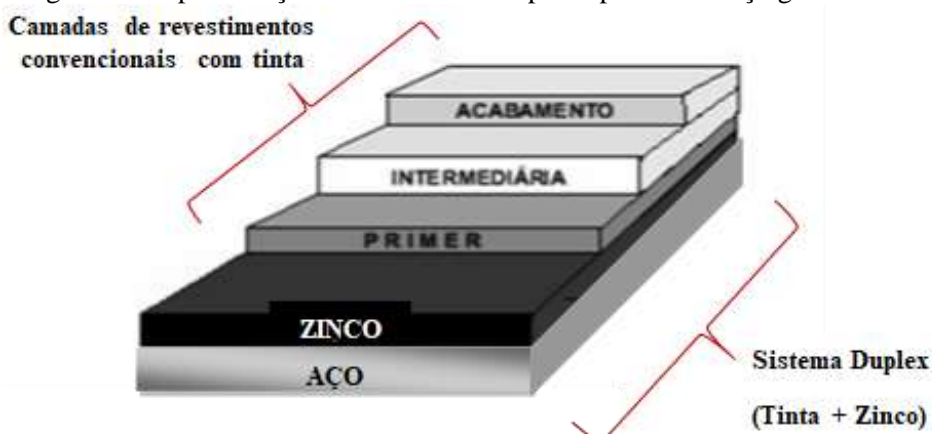 Camadas de revestimentos
convencionais com tinta
ACABAMENTO
INTERMEDIÁRIA
PRIMER
ZINCO
AÇO
Sistema Duplex
(Tinta + Zinco)